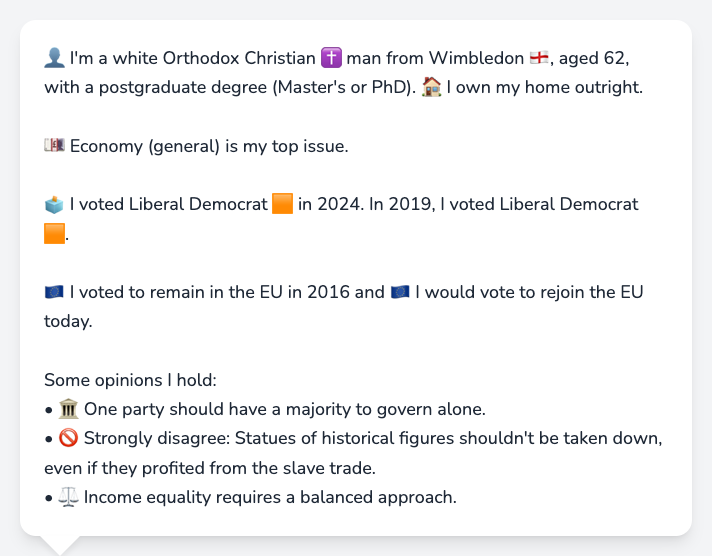 👤 I'm a white Orthodox Christian ✝️ man from Wimbledon 🏴󠁧󠁢󠁥󠁮󠁧󠁿, aged 62,
with a postgraduate degree (Master's or PhD). 🏠 I own my home outright.
💷 Economy (general) is my top issue.
🗳️ I voted Liberal Democrat 🟧 in 2024. In 2019, I voted Liberal Democrat
🟧.
🇪🇺 I voted to remain in the EU in 2016 and 🇪🇺 I would vote to rejoin the EU
today.
Some opinions I hold:
• 🏛️ One party should have a majority to govern alone.
• 🚫 Strongly disagree: Statues of historical figures shouldn't be taken down,
even if they profited from the slave trade.
• ⚖️ Income equality requires a balanced approach.